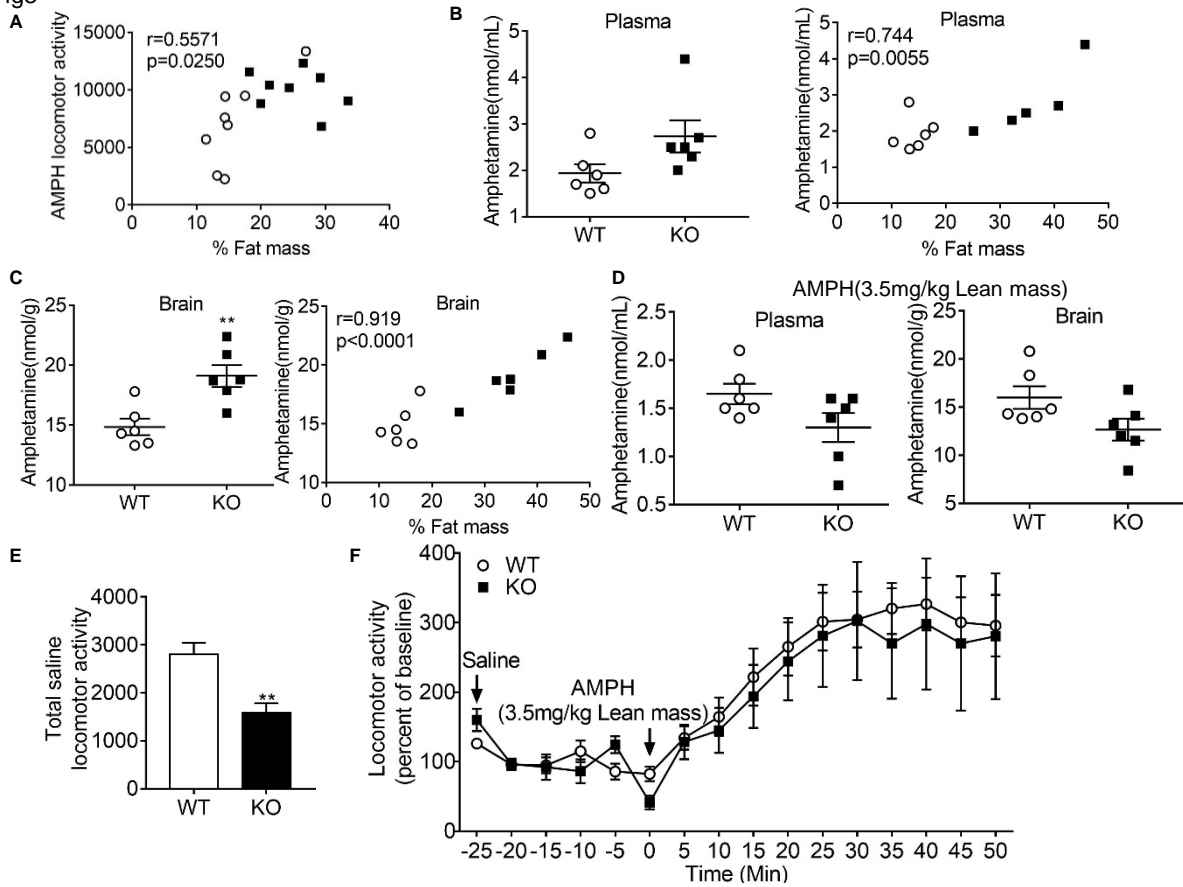 A
r=0.5571
p=0.0250
AMPH locomotor activity
15000
10000
5000
0
0 10 20 30 40
% Fat mass
B
Plasma
Amphetamine(nmol/mL)
5
4
3
2
1
WT KO
Plasma
r=0.744
p=0.0055
Amphetamine(nmol/mL)
5
4
3
2
1
0
0 10 20 30 40 50
% Fat mass
C
Brain
**
Amphetamine(nmol/g)
25
20
15
10
WT KO
Brain
r=0.919
p<0.0001
Amphetamine(nmol/g)
25
20
15
10
0 10 20 30 40 50
% Fat mass
D
AMPH(3.5mg/kg Lean mass)
Plasma
Amphetamine(nmol/mL)
2.5
2.0
1.5
1.0
0.5
WT KO
Brain
Amphetamine(nmol/g)
25
20
15
10
5
WT KO
E
Total saline
locomotor activity
4000
3000
2000
1000
0
**
WT KO
F
WT
KO
Locomotor activity
(percent of baseline)
400
300
200
100
0
Saline
AMPH
(3.5mg/kg Lean mass)
-25 -20 -15 -10 -5 0 5 10 15 20 25 30 35 40 45 50
Time (Min)